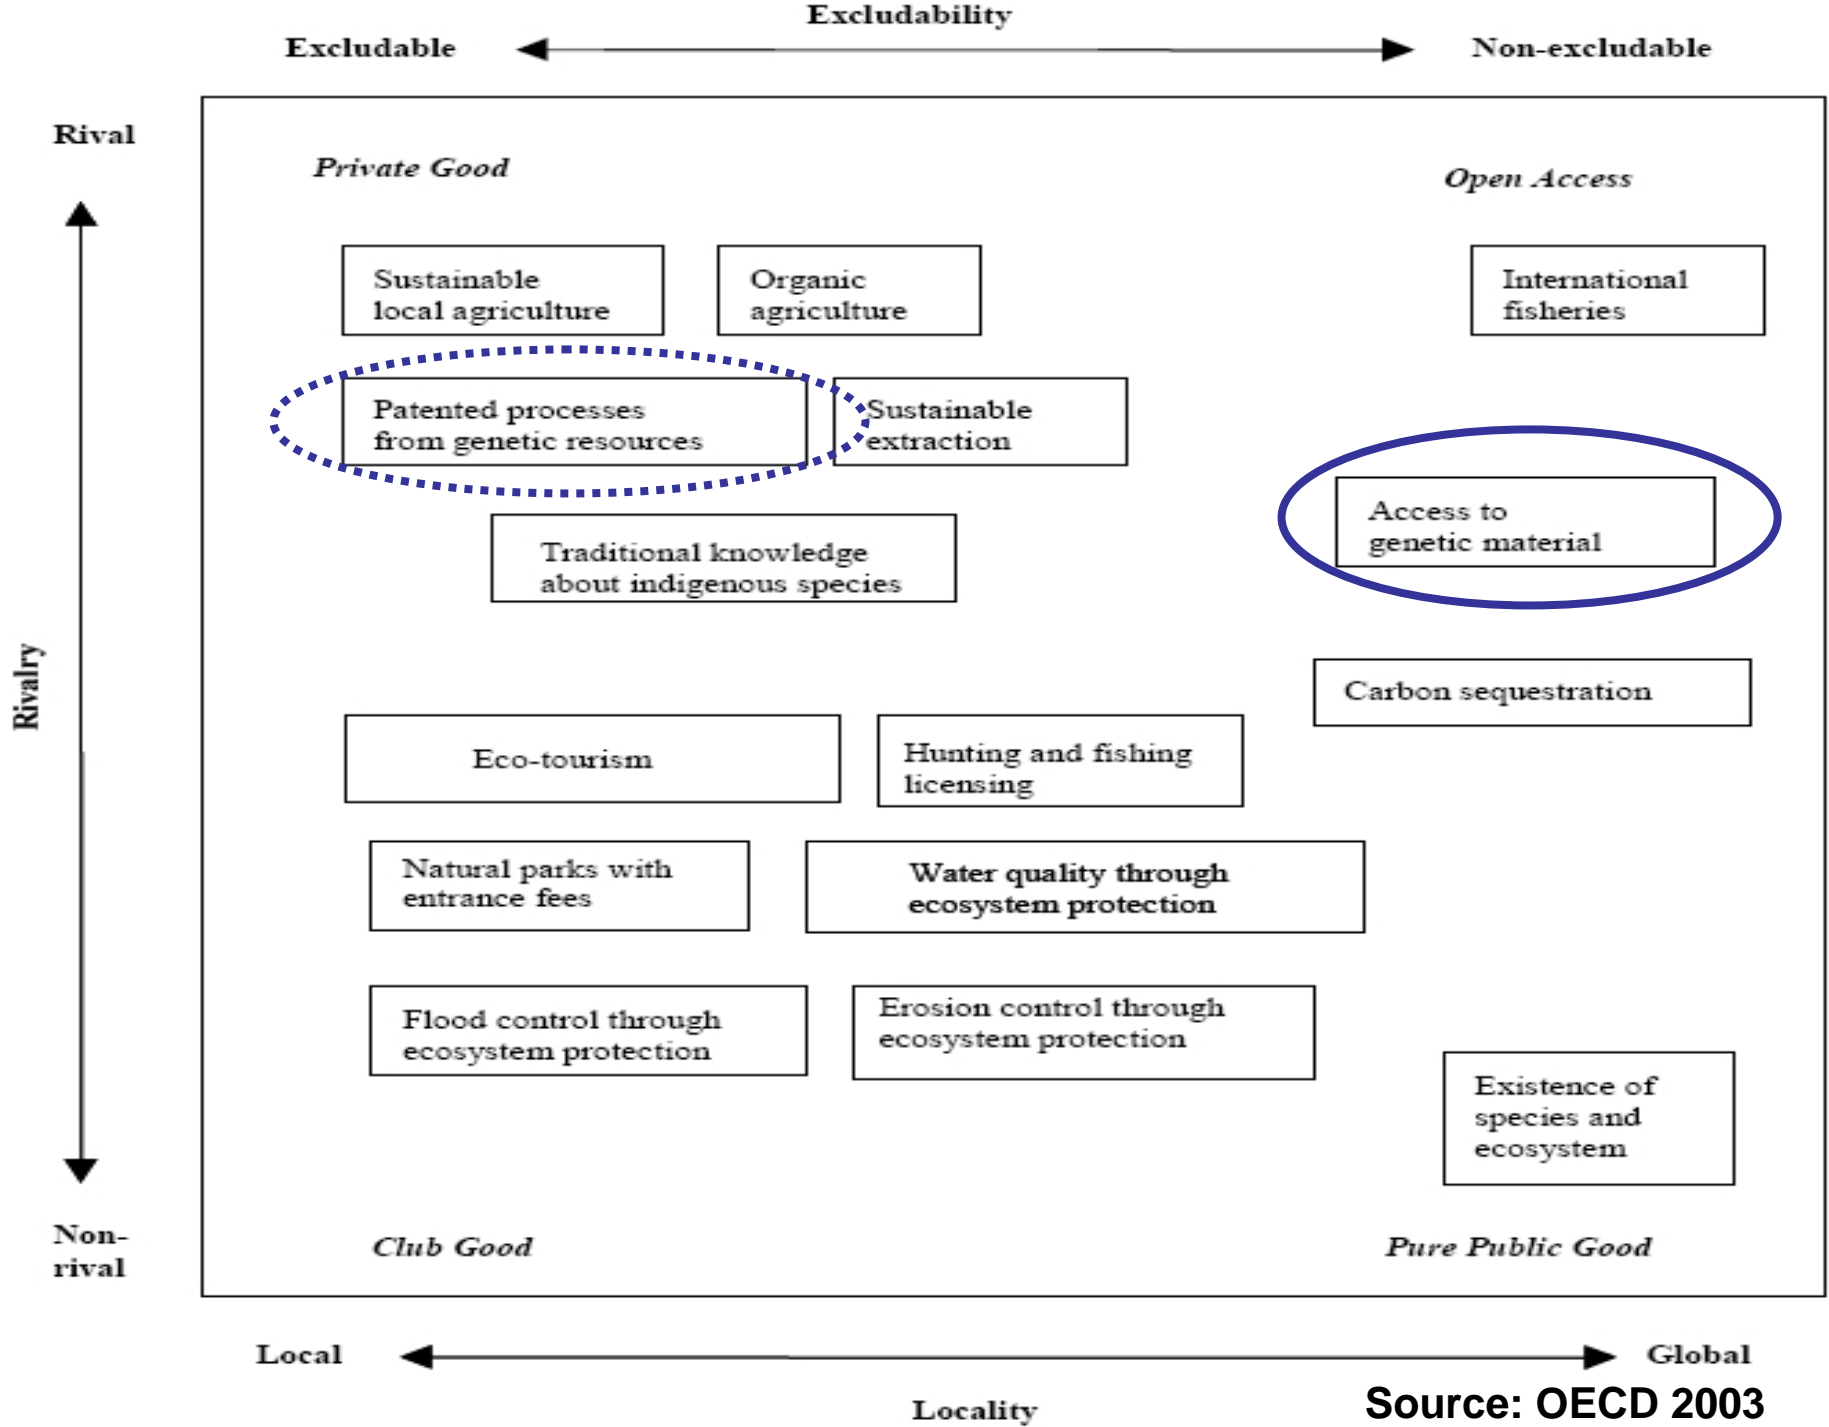 Excludability
Excludable
Non-excludable
Rival
Private Good
Open Access
Sustainable
local agriculture
Organic
agriculture
International
fisheries
Patented processes
from genetic resources
Sustainable
extraction
Access to
genetic material
Traditional knowledge
about indigenous species
Rivalry
Carbon sequestration
Eco-tourism
Hunting and fishing
licensing
Natural parks with
entrance fees
Water quality through
ecosystem protection
Flood control through
ecosystem protection
Erosion control through
ecosystem protection
Existence of
species and
ecosystem
Non-
rival
Club Good
Pure Public Good
Local
Global
Locality
Source: OECD 2003